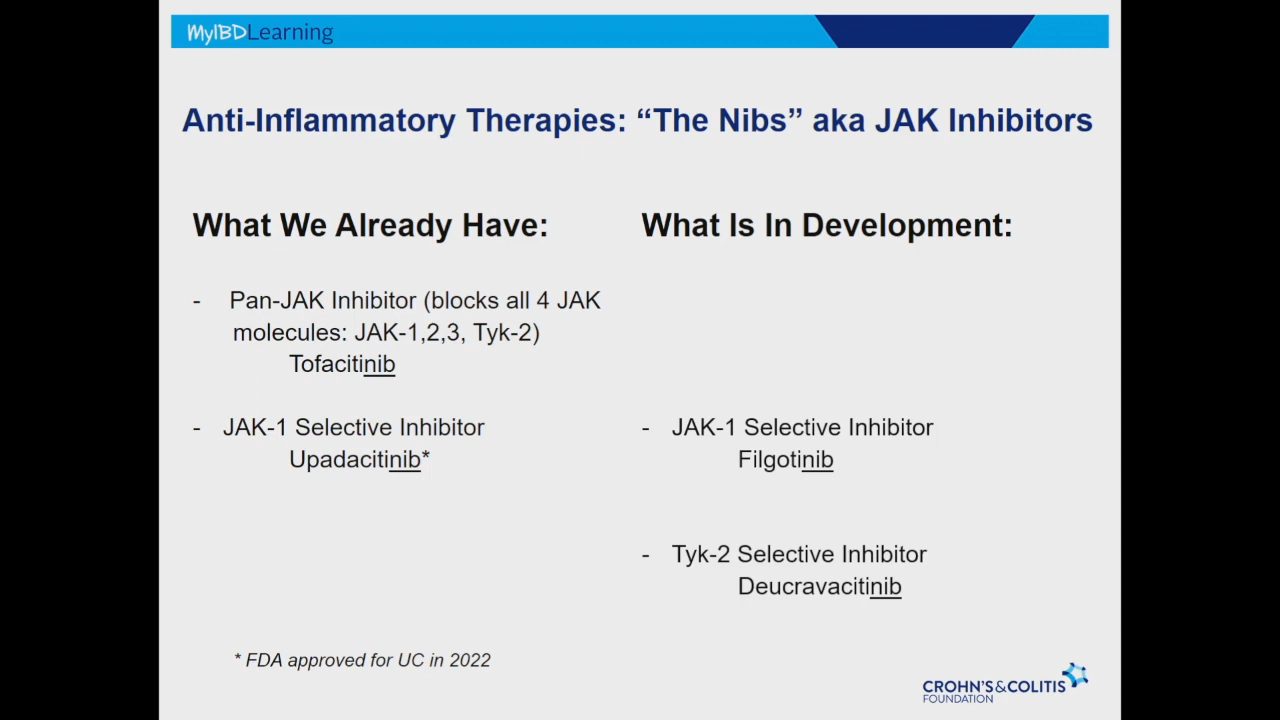 MyIBDLearning
Anti-Inflammatory Therapies: “The Nibs” aka JAK Inhibitors
What We Already Have:
- Pan-JAK Inhibitor (blocks all 4 JAK
molecules: JAK-1,2,3, Tyk-2)
Tofacitinib
- JAK-1 Selective Inhibitor
Upadacitinib*
* FDA approved for UC in 2022
What Is In Development:
- JAK-1 Selective Inhibitor
Filgotinib
- Tyk-2 Selective Inhibitor
Deucravacitinib
CROHN'S&COLITIS
FOUNDATION